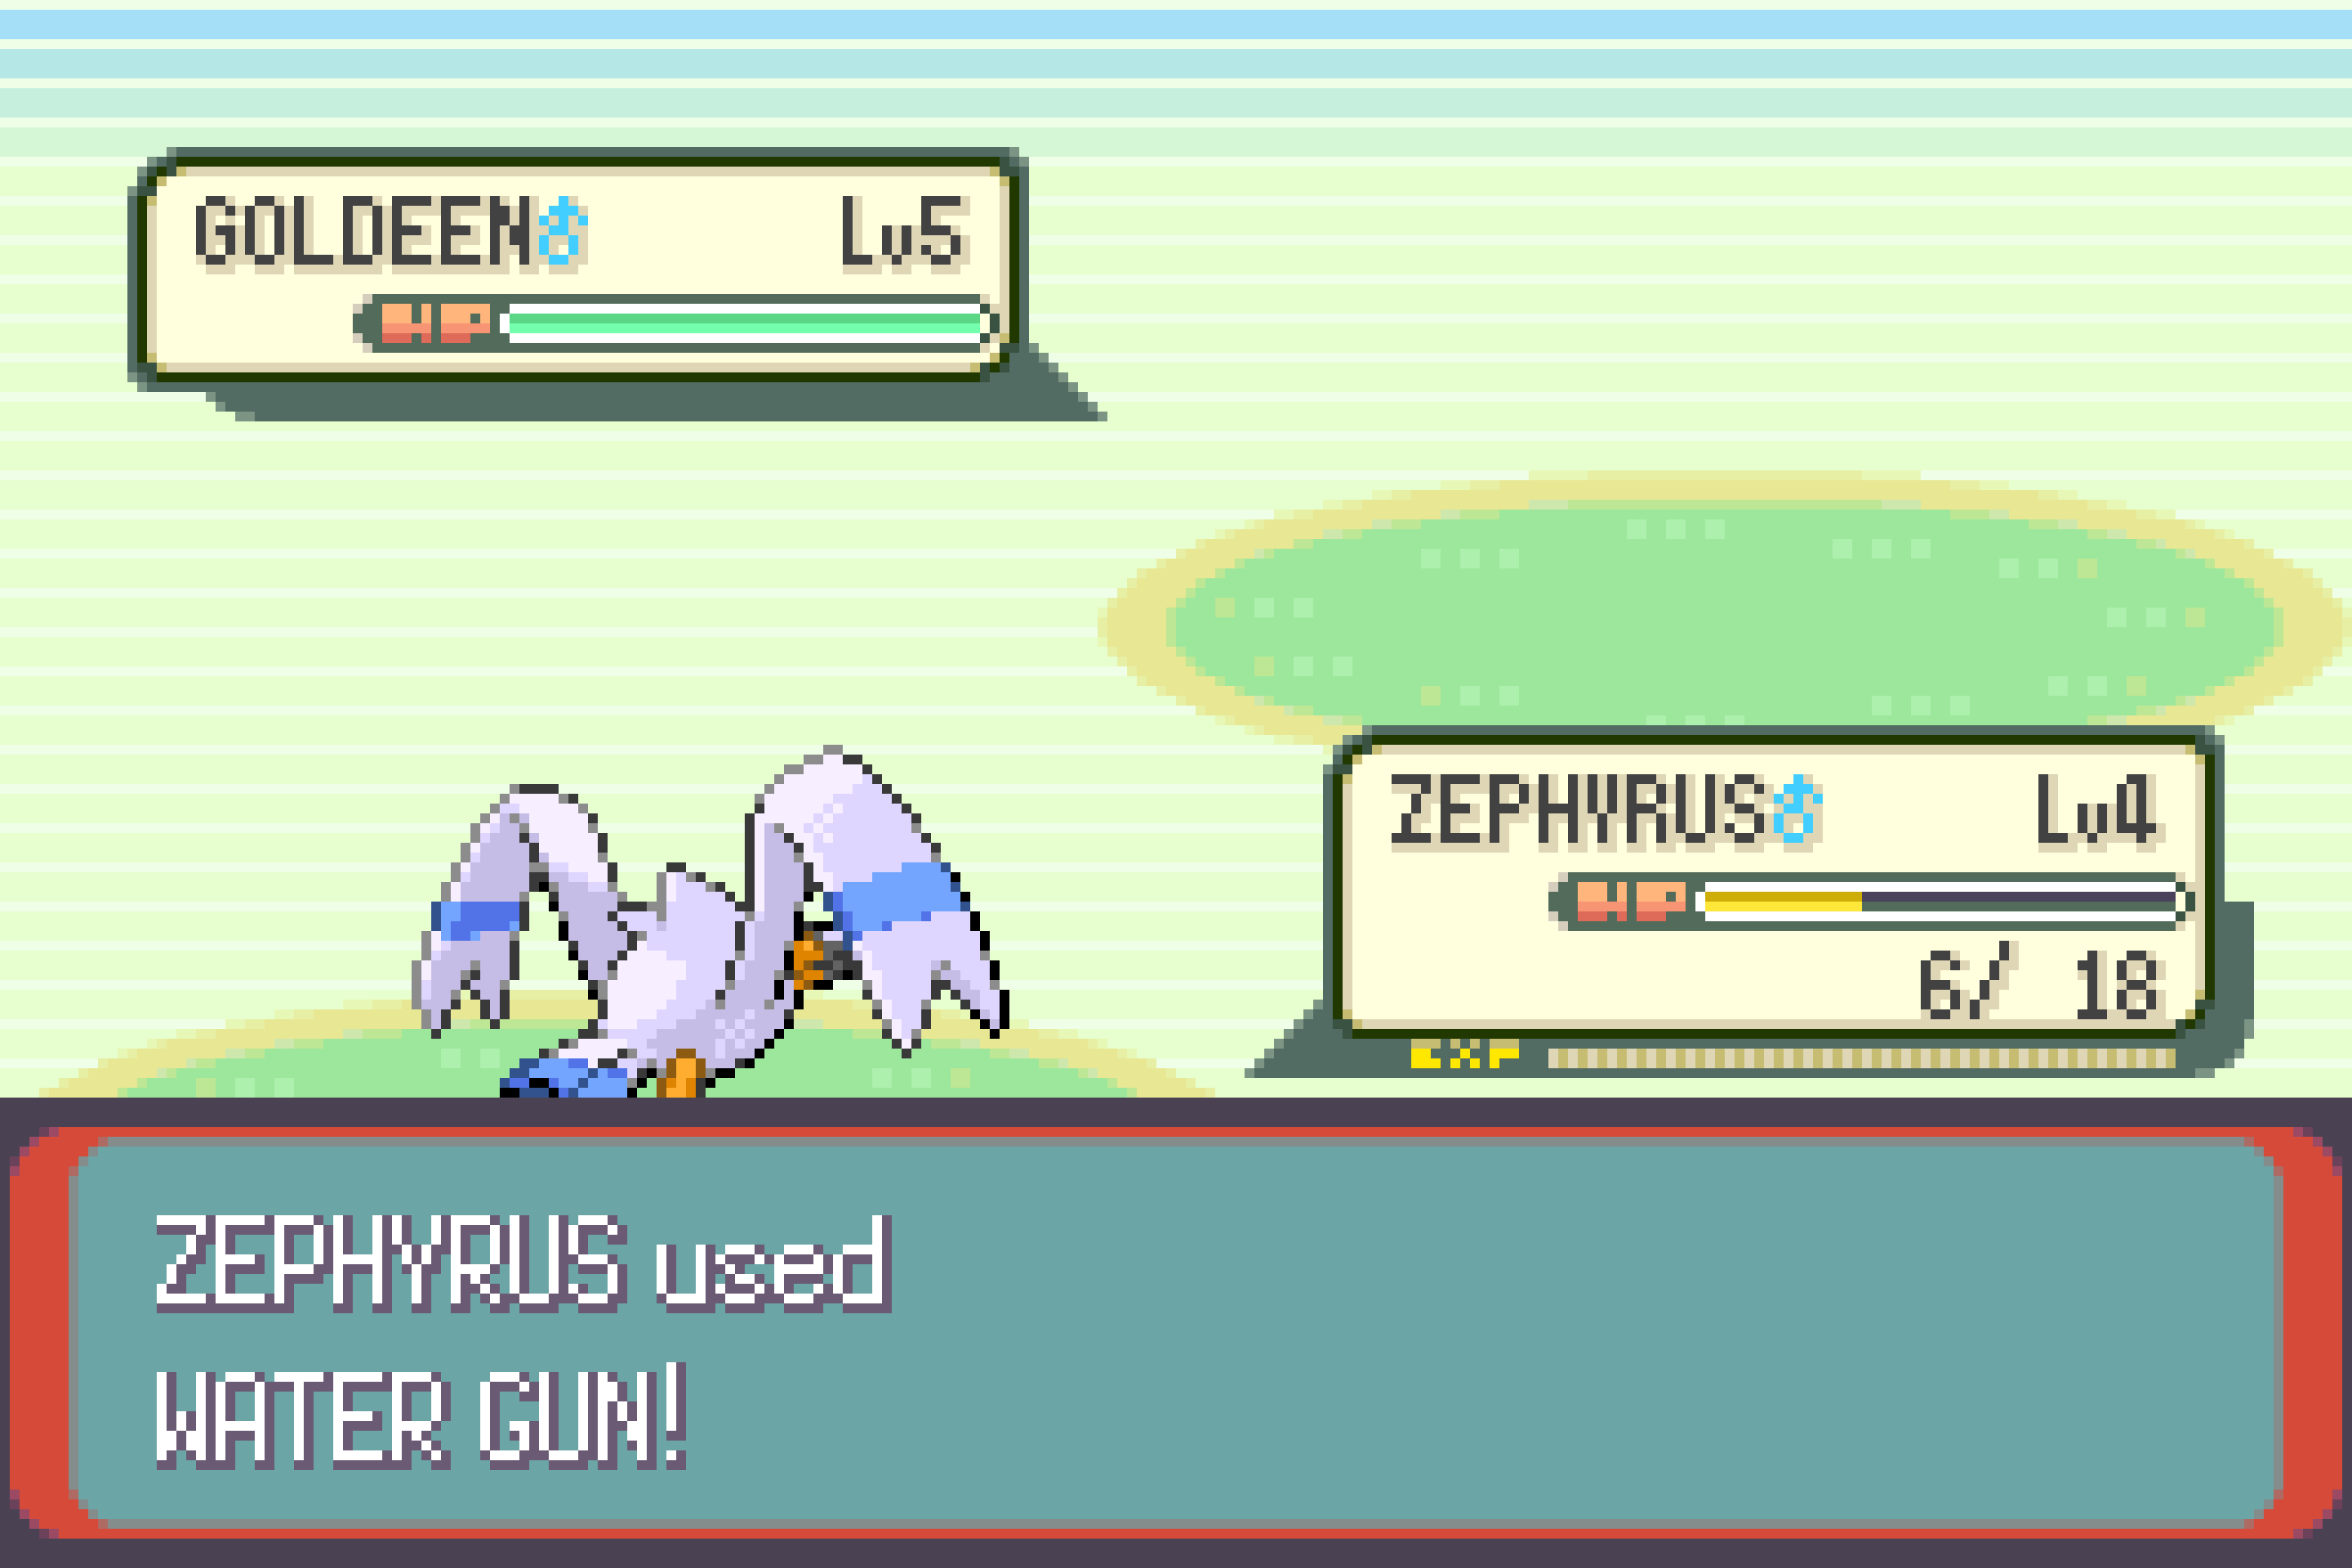 GOLDEEN♂ Lv5
HP
ZEPHYRUS♂ Lv4
HP
6/ 18
EXP
ZEPHYRUS used
WATER GUN!